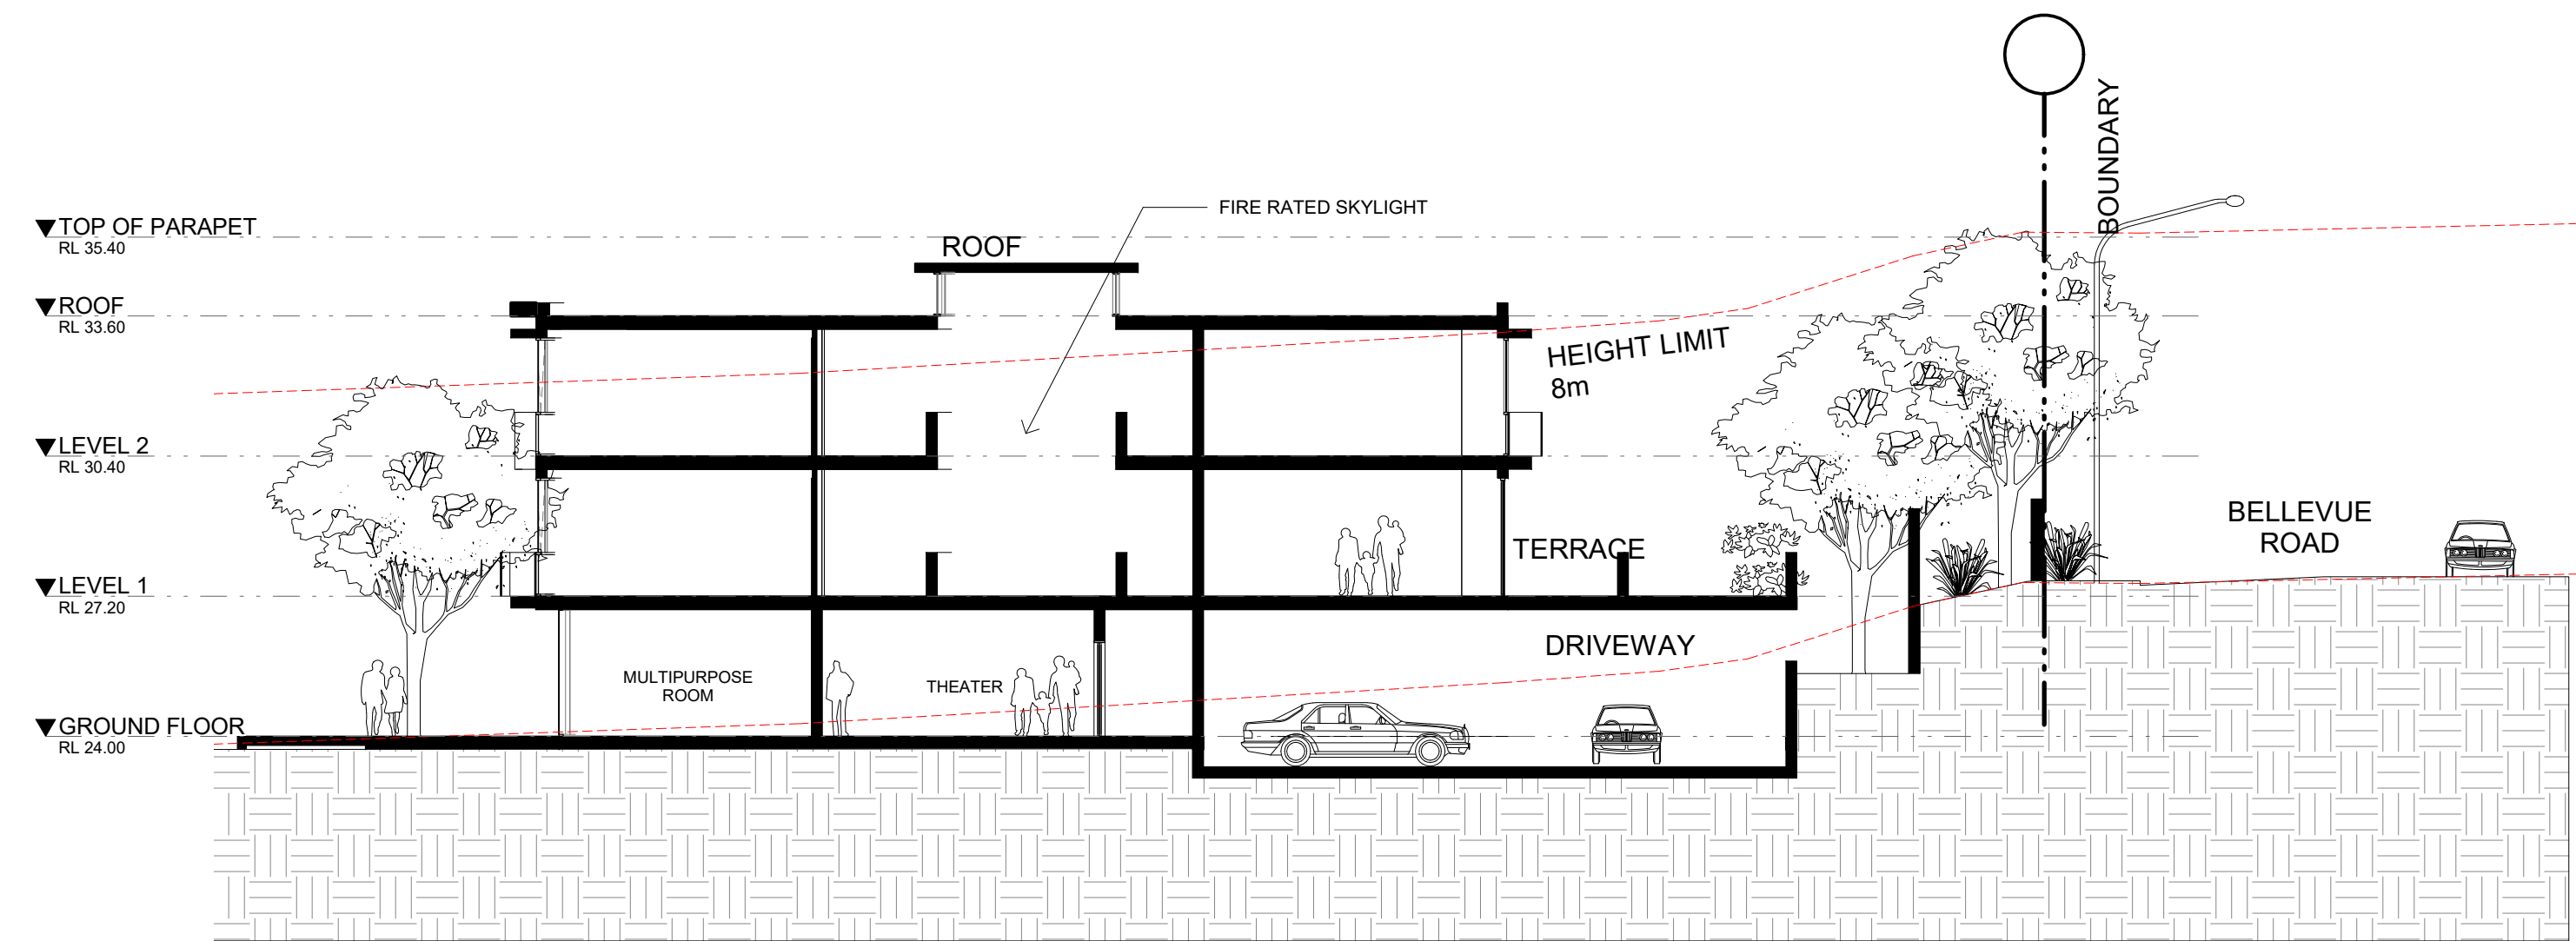 BOUNDARY
FIRE RATED SKYLIGHT
TOP OF PARAPET
RL 35.40
ROOF
ROOF
RL 33.60
HEIGHT LIMIT
8m
LEVEL 2
RL 30.40
BELLEVUE
ROAD
TERRACE
LEVEL 1
RL 27.20
DRIVEWAY
MULTIPURPOSE
ROOM
THEATER
GROUND FLOOR
RL 24.00